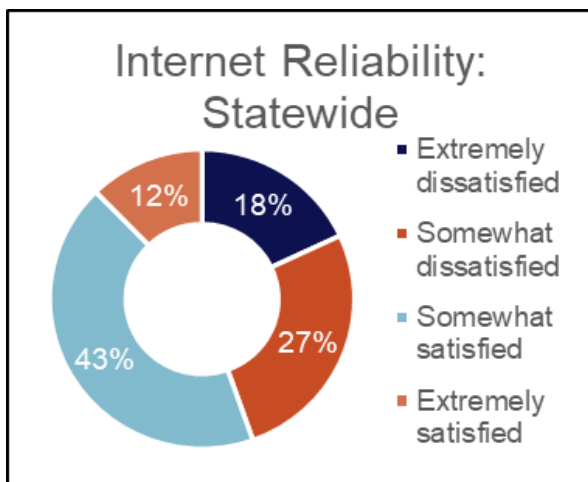 Internet Reliability:
Statewide
12%
18%
43%
27%
Extremely
dissatisfied
Somewhat
dissatisfied
Somewhat
satisfied
Extremely
satisfied